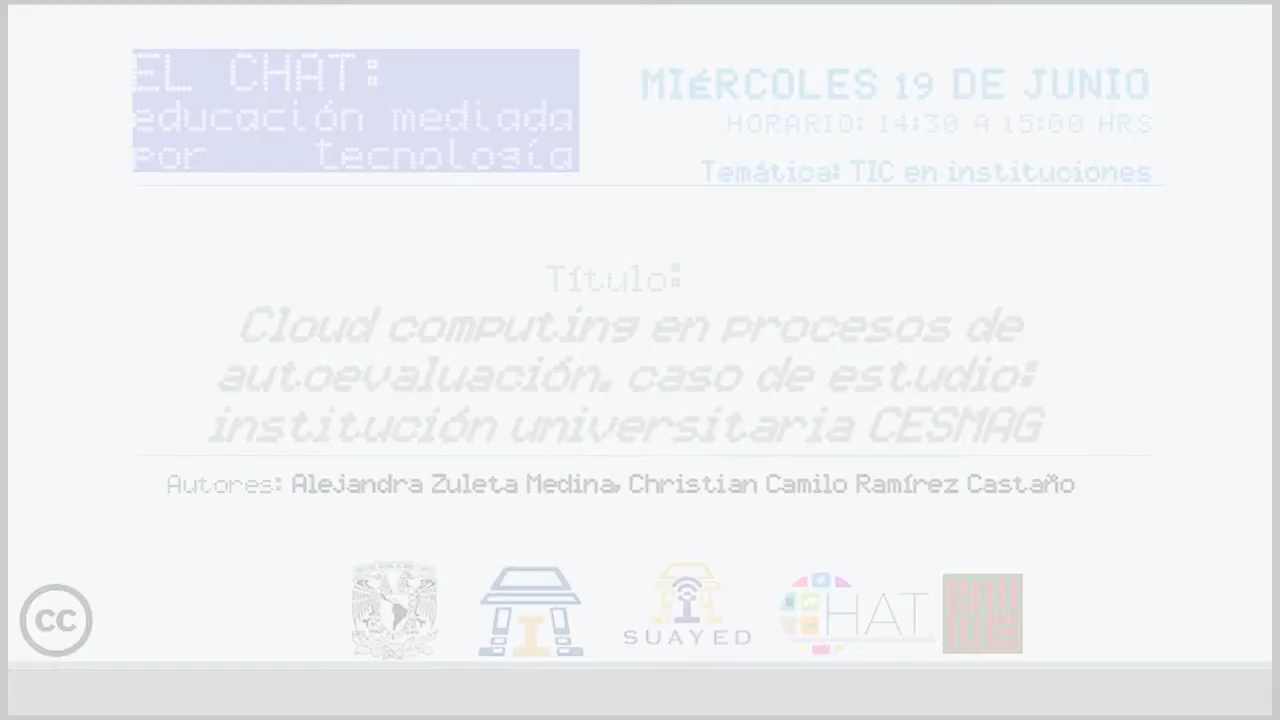 EL CHAT:
educación mediada
por tecnología
MIéRCOLES 19 DE JUNIO
HORARIO: 14:30 A 15:00 HRS
Temática: TIC en instituciones
Título:
Cloud computing en procesos de
autoevaluación. caso de estudio:
institución universitaria CESMAG
Autores: Alejandra Zuleta Medina, Christian Camilo Ramírez Castaño
CC
SUAYED
CHAT